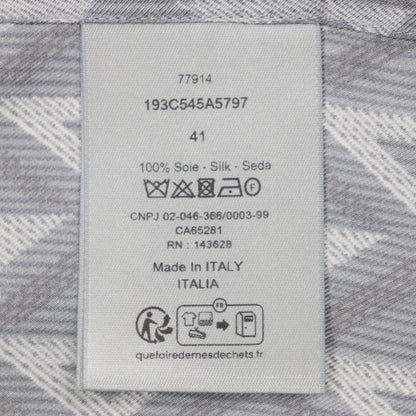 77914
193C545A5797
41
100% Soie - Silk - Seda
F
CNPJ 02-046-366/0003-99
CA65281
RN : 143628
Made In ITALY
ITALIA
FR
quefairedemesdechets.fr